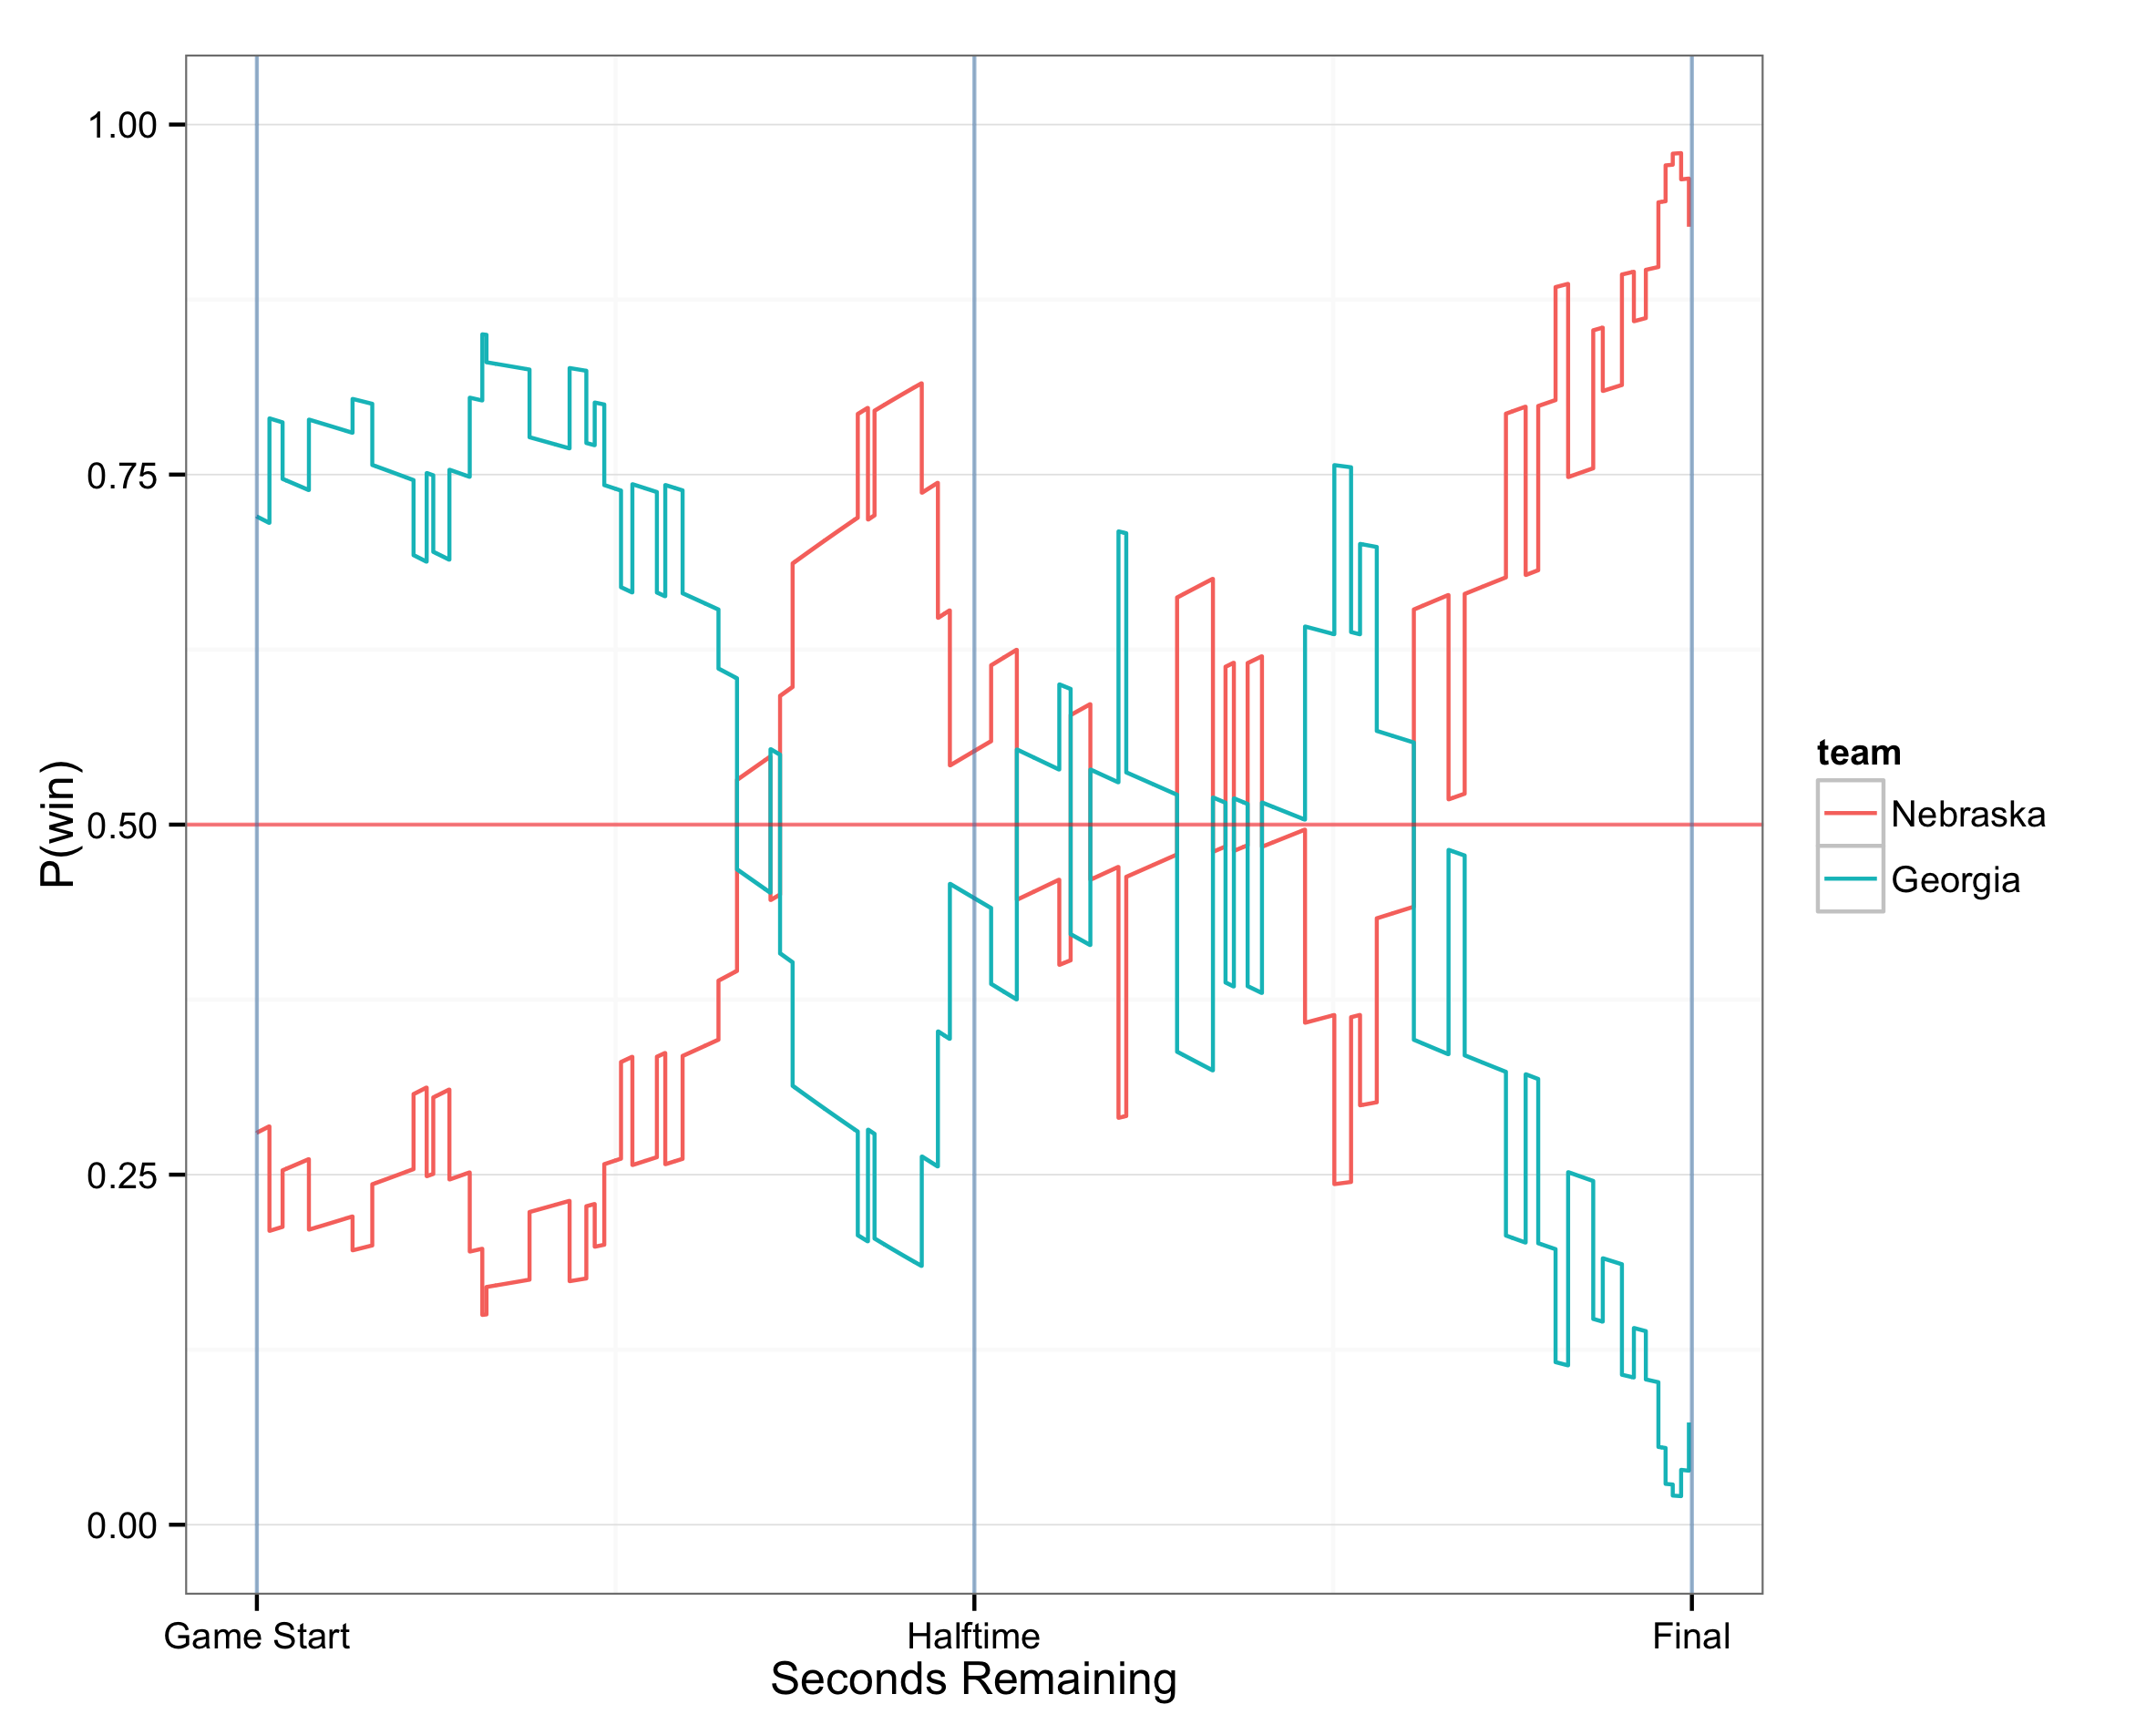 1.00
0.75
0.50
0.25
0.00
P(win)
Game Start
Halftime
Final
Seconds Remaining
team
Nebraska
Georgia